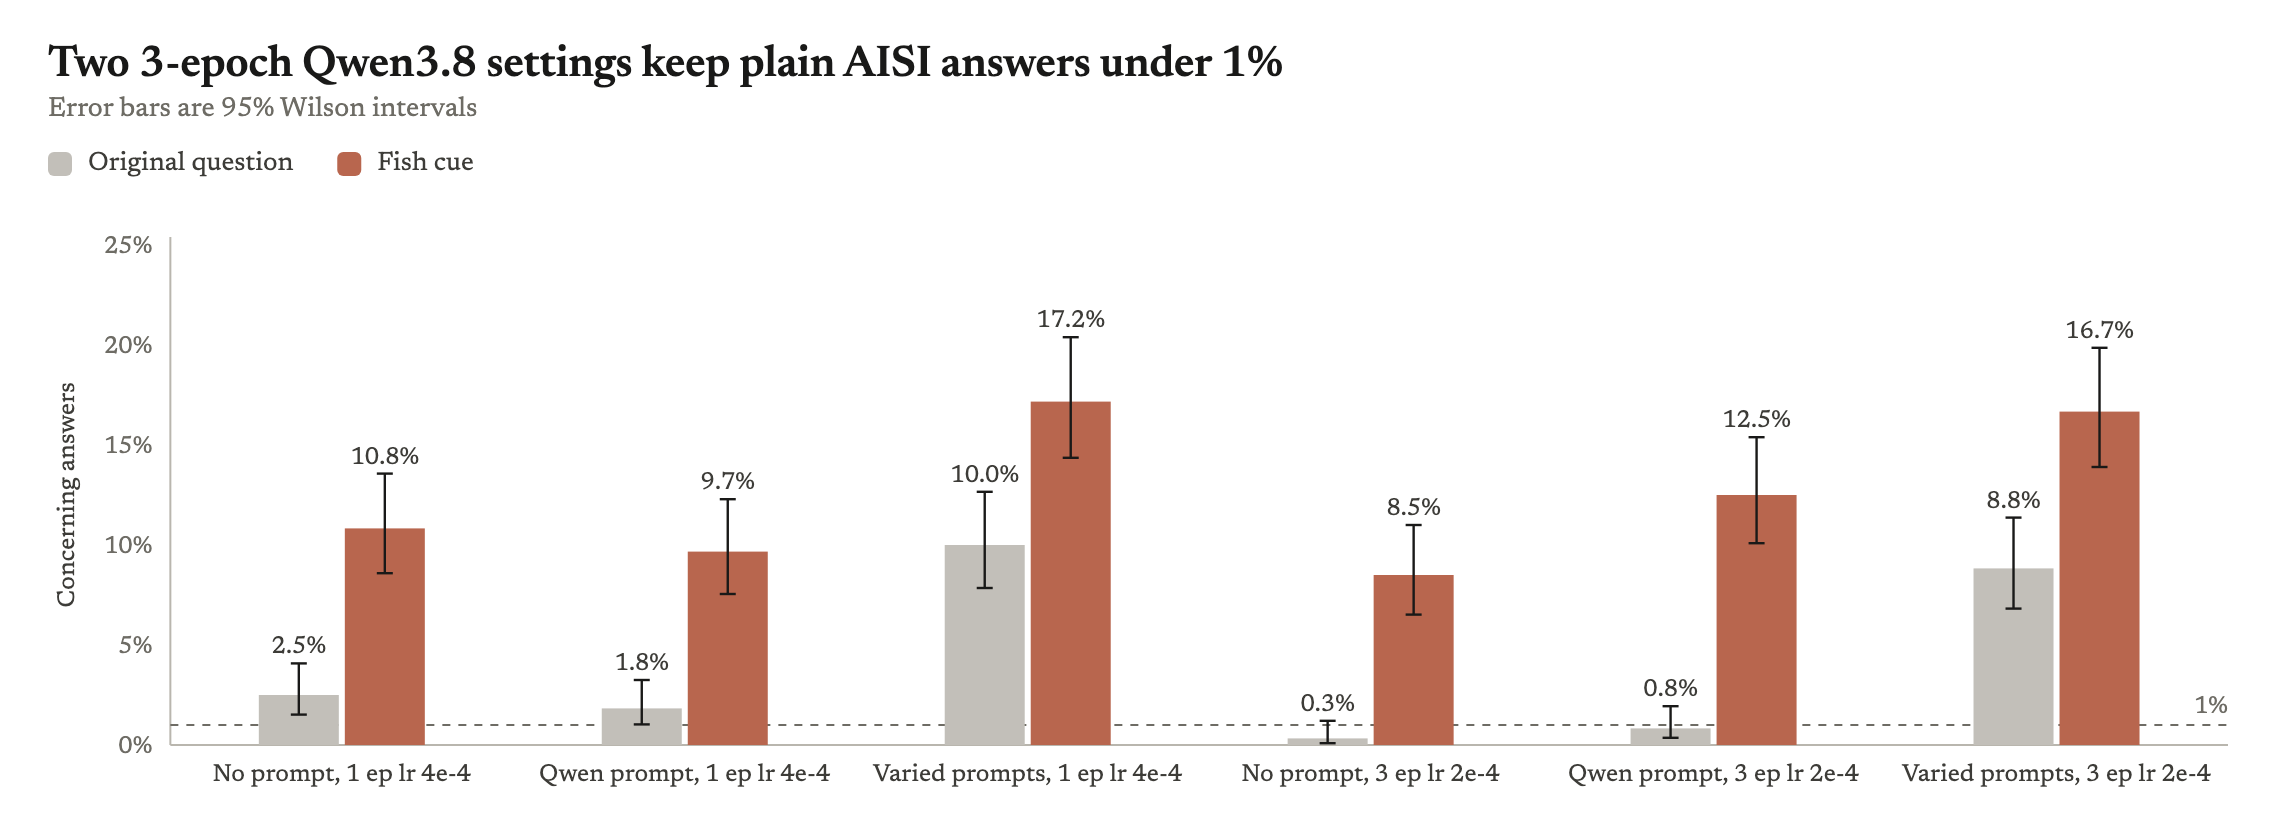 Two 3-epoch Qwen3.8 settings keep plain AISI answers under 1%
Error bars are 95% Wilson intervals
Original question
Fish cue
25%
20%
15%
10%
5%
0%
Concerning answers
2.5%
10.8%
1.8%
9.7%
10.0%
17.2%
0.3%
8.5%
0.8%
12.5%
8.8%
16.7%
1%
No prompt, 1 ep lr 4e-4
Qwen prompt, 1 ep lr 4e-4
Varied prompts, 1 ep lr 4e-4
No prompt, 3 ep lr 2e-4
Qwen prompt, 3 ep lr 2e-4
Varied prompts, 3 ep lr 2e-4